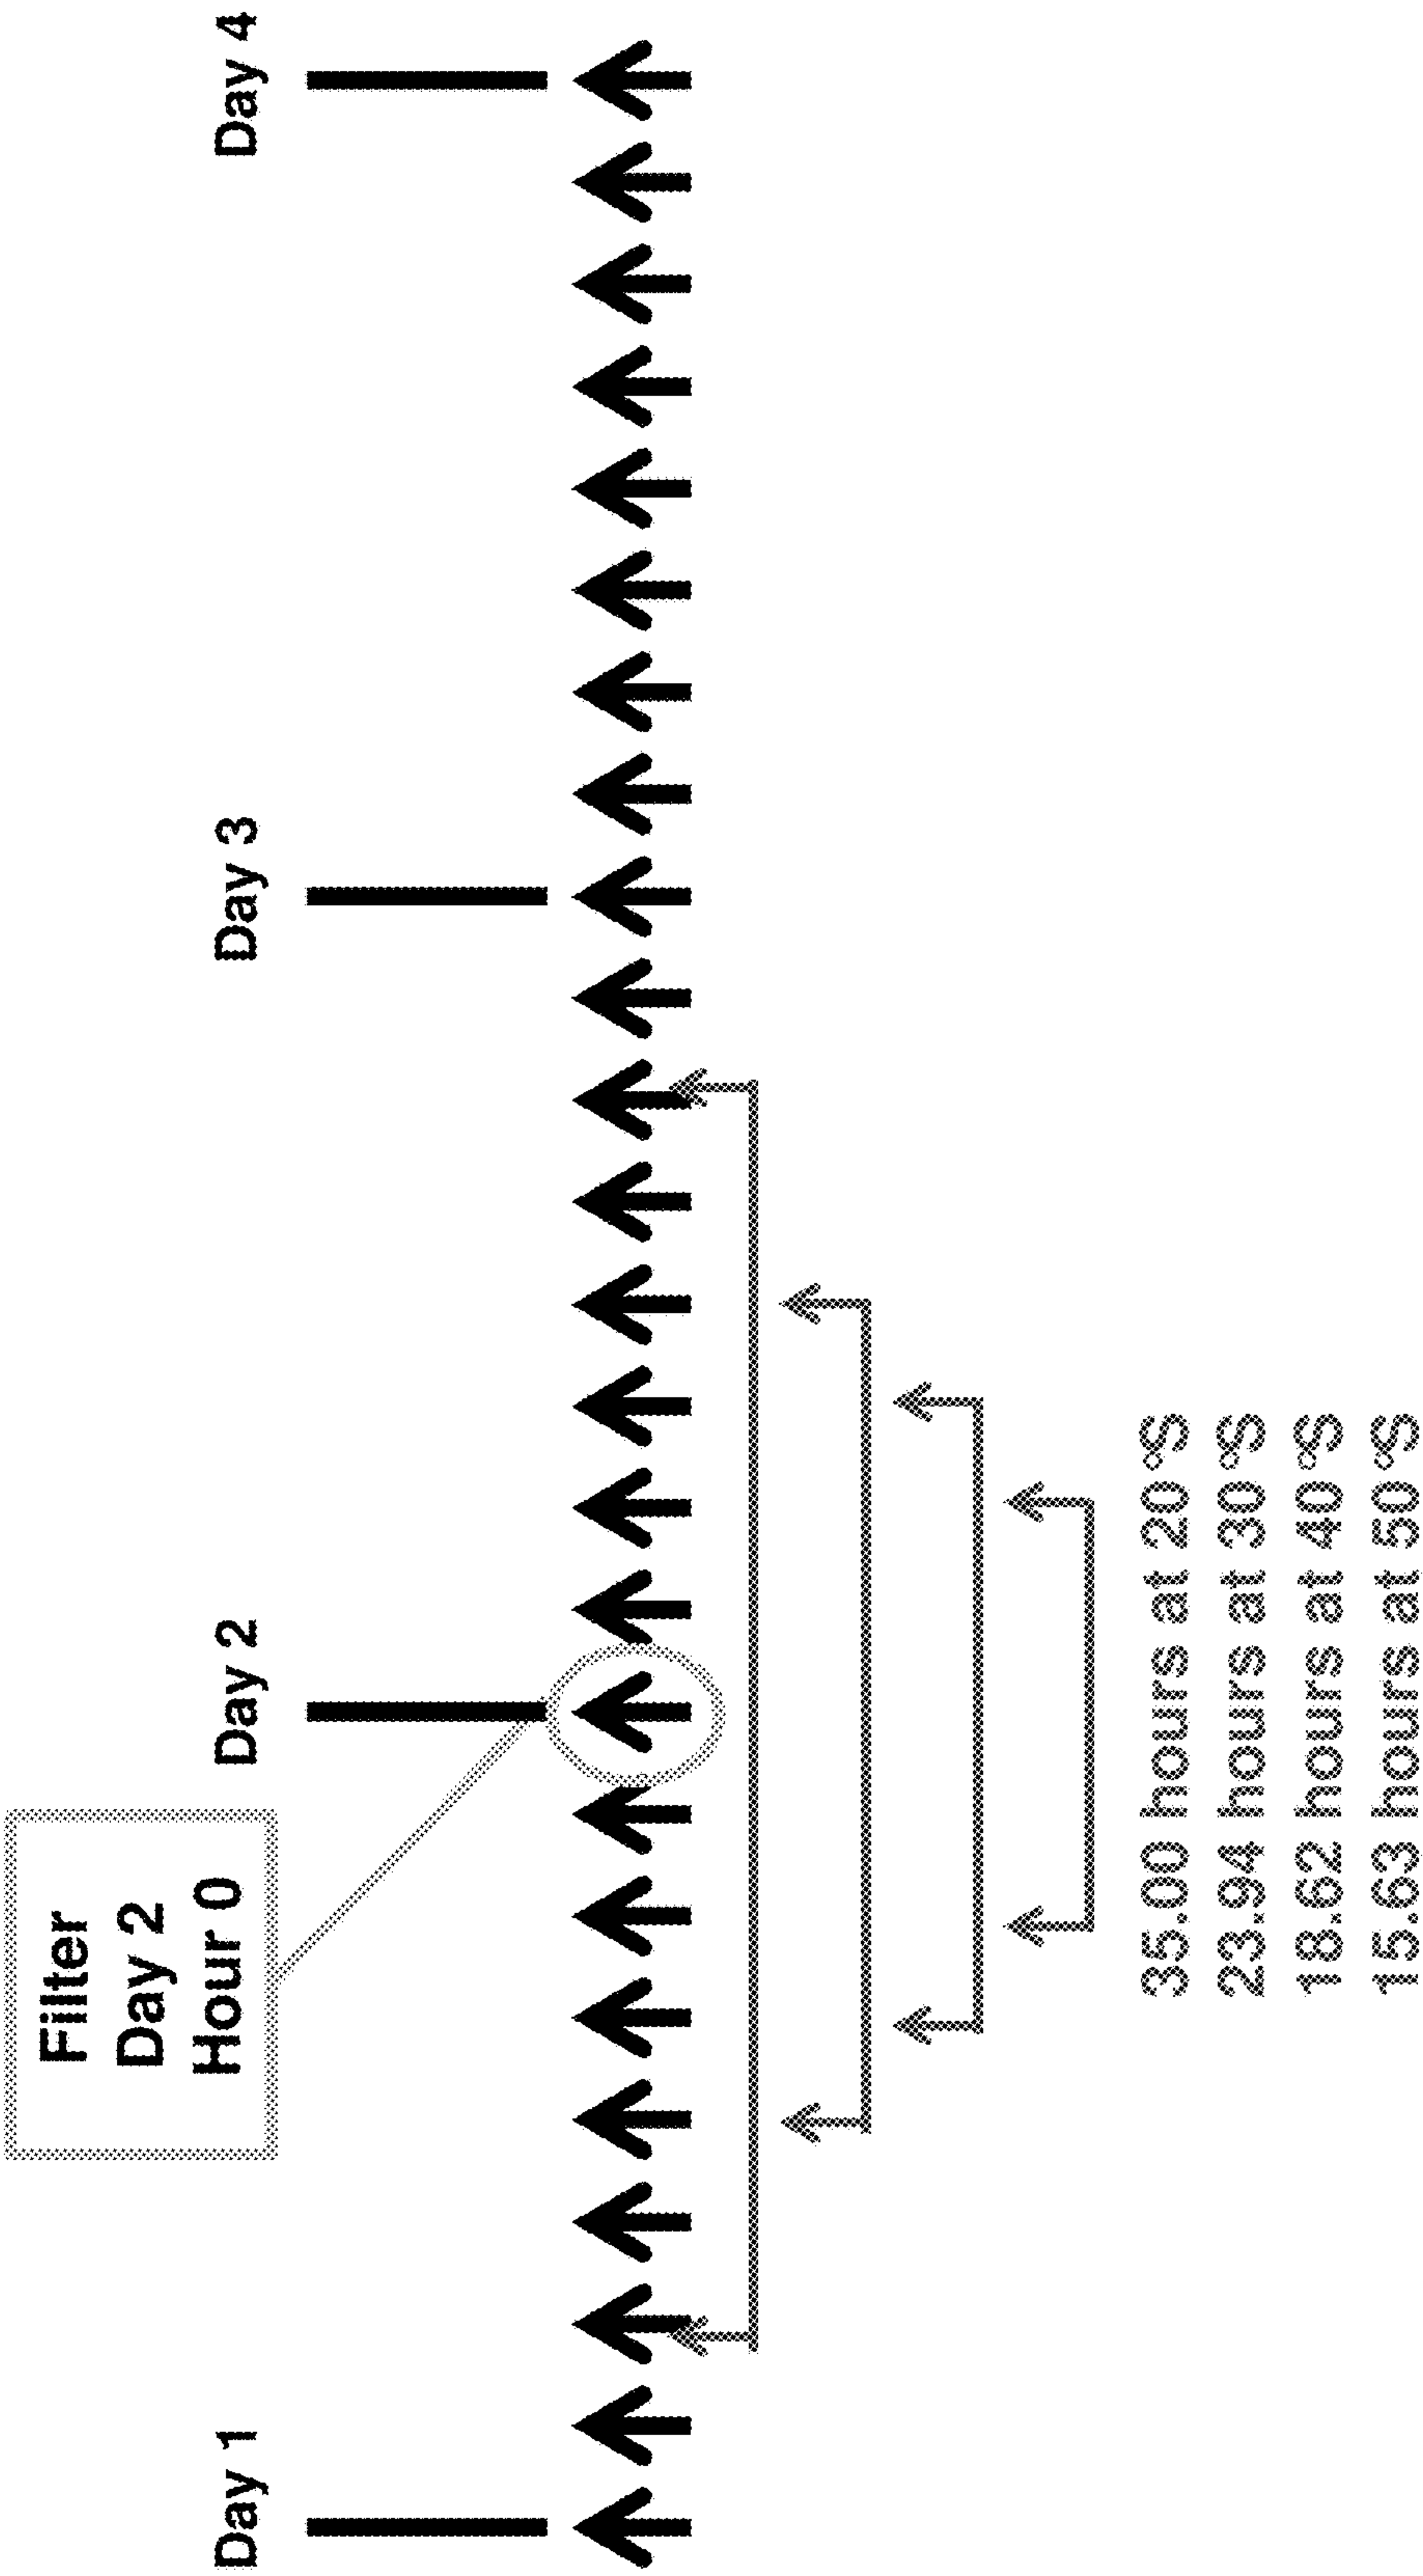 Filter
Day 2
Hour 0
Day 1
Day 2
Day 3
Day 4
35.00 hours at 20°S
23.94 hours at 30°S
18.62 hours at 40°S
15.63 hours at 50°S